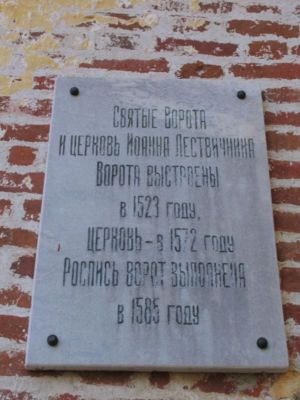 Святые Ворота
и церковь Иоанна Лествичника
Ворота выстроены
в 1523 году,
церковь – в 1572 году
Роспись ворот выполнена
в 1585 году